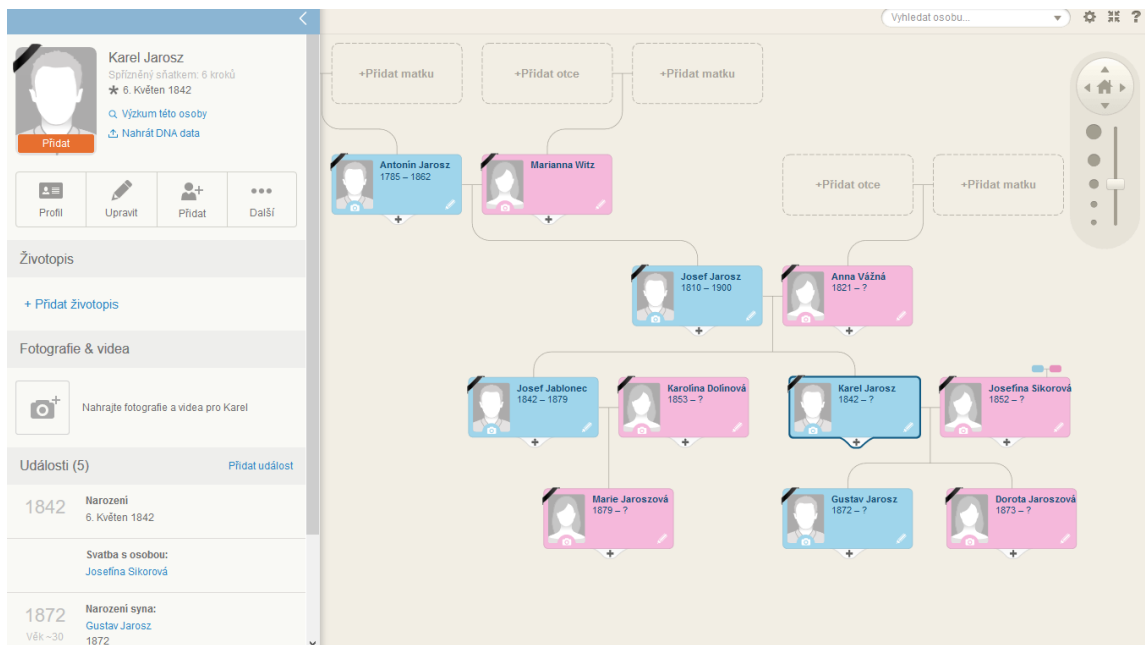 Vyhledat osobu...
?
Karel Jarosz
Spřízněný sňatkem: 6 kroků
6. Květen 1842
Výzkum této osoby
Nahrát DNA data
Přidat
Profil
Upravit
Přidat
Další
Životopis
+ Přidat životopis
Fotografie & videa
Nahrajte fotografie a videa pro Karel
Události (5)
Přidat událost
1842
Narození
6. Květen 1842
Svatba s osobou:
Josefína Sikorová
1872
Věk ~30
Narození syna:
Gustav Jarosz
1872
+Přidat matku
+Přidat otce
+Přidat matku
Antonín Jarosz
1785 – 1862
Marianna Witz
+Přidat otce
+Přidat matku
Josef Jarosz
1810 – 1900
Anna Vážná
1821 – ?
Josef Jablonec
1842 – 1879
Karolína Dolinová
1853 – ?
Karel Jarosz
1842 – ?
Josefína Sikorová
1852 – ?
Marie Jaroszová
1879 – ?
Gustav Jarosz
1872 – ?
Dorota Jaroszová
1873 – ?